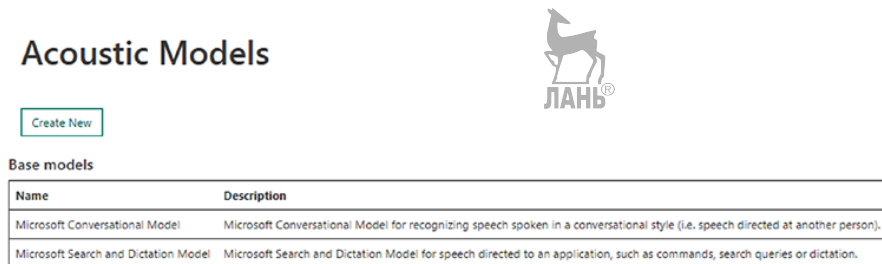 Acoustic Models
ЛАНЬ®
Create New
Base models
Name Description
Microsoft Conversational Model Microsoft Conversational Model for recognizing speech spoken in a conversational style (i.e. speech directed at another person).
Microsoft Search and Dictation Model Microsoft Search and Dictation Model for speech directed to an application, such as commands, search queries or dictation.